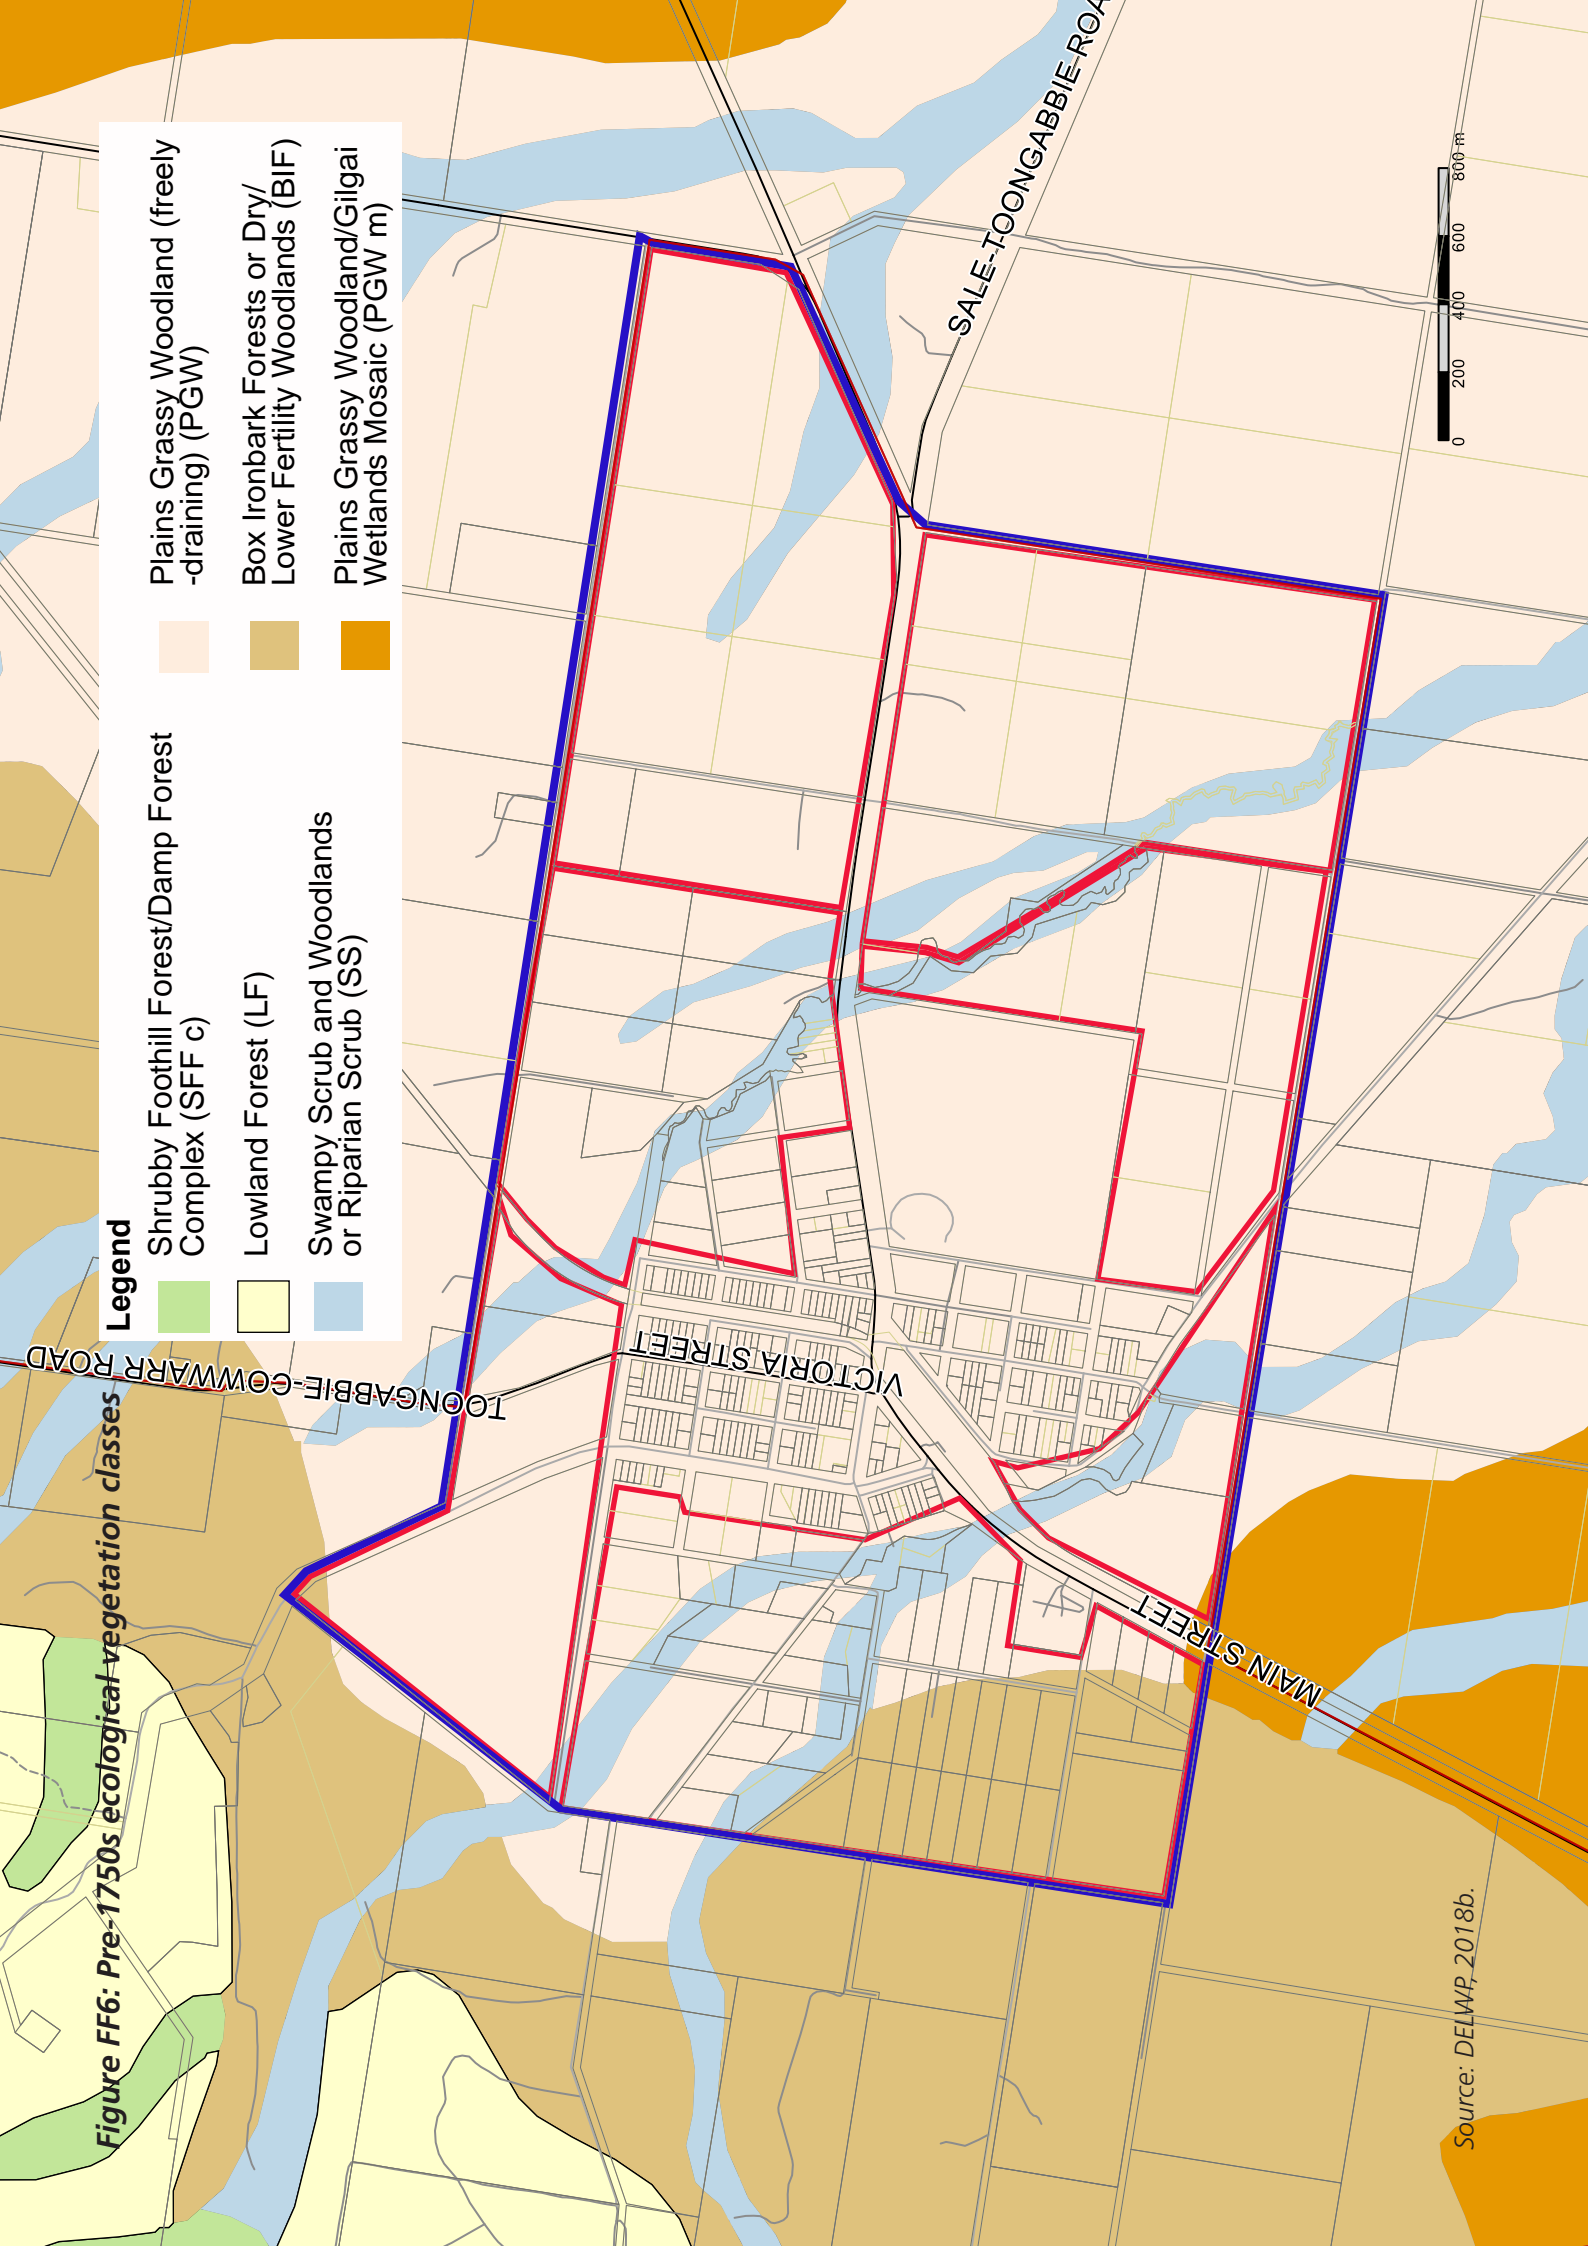 Figure FF6: Pre-1750s ecological vegetation classes
Legend
Shrubby Foothill Forest/Damp Forest
Complex (SFF c)
Lowland Forest (LF)
Swampy Scrub and Woodlands
or Riparian Scrub (SS)
Plains Grassy Woodland (freely
-draining) (PGW)
Box Ironbark Forests or Dry/
Lower Fertility Woodlands (BIF)
Plains Grassy Woodland/Gilgai
Wetlands Mosaic (PGW m)
TOONGABBIE-COWWARR ROAD
VICTORIA STREET
MAIN STREET
SALE-TOONGABBIE-ROA
0 200 400 600 800 m
Source: DELWP, 2018b.